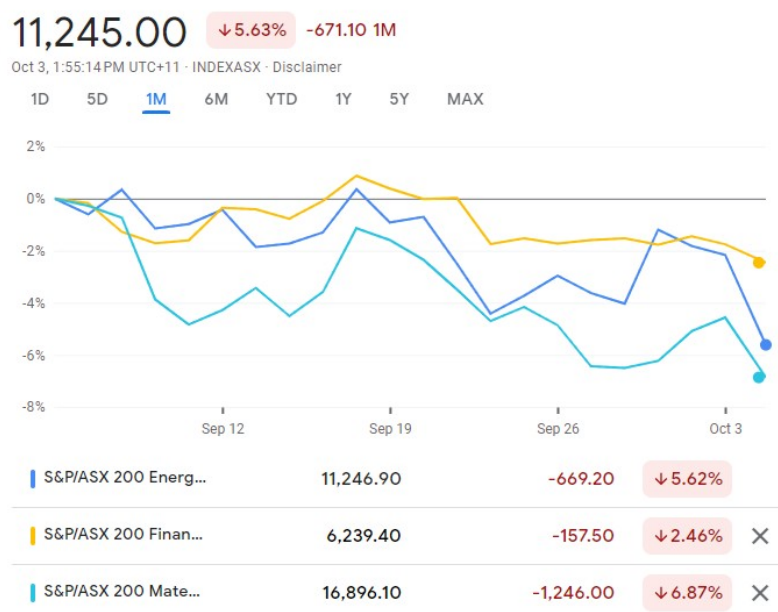 11,245.00 ↓5.63% -671.10 1M
Oct 3, 1:55:14 PM UTC+11 · INDEXASX · Disclaimer
1D 5D 1M 6M YTD 1Y 5Y MAX
2%
0%
-2%
-4%
-6%
-8%
Sep 12 Sep 19 Sep 26 Oct 3
S&P/ASX 200 Energ... 11,246.90 -669.20 ↓5.62%
S&P/ASX 200 Finan... 6,239.40 -157.50 ↓2.46%
S&P/ASX 200 Mate... 16,896.10 -1,246.00 ↓6.87%